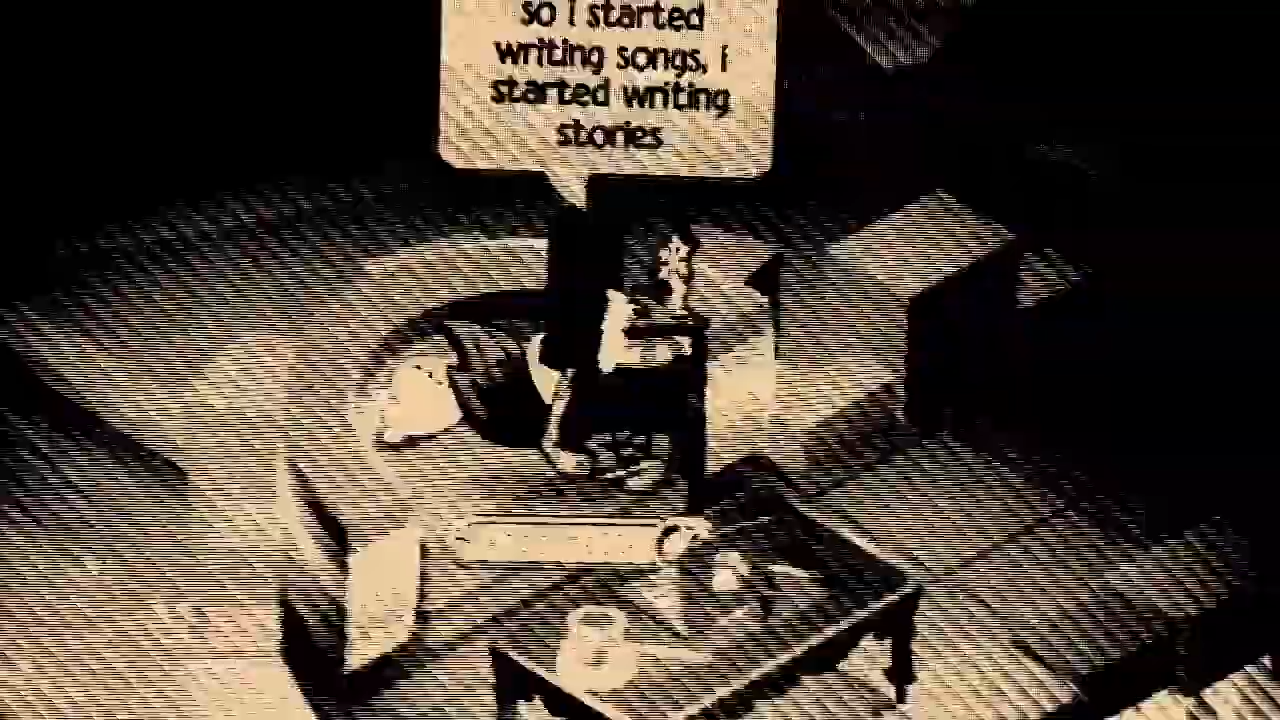 so I started
writing songs, i
started writing
stories